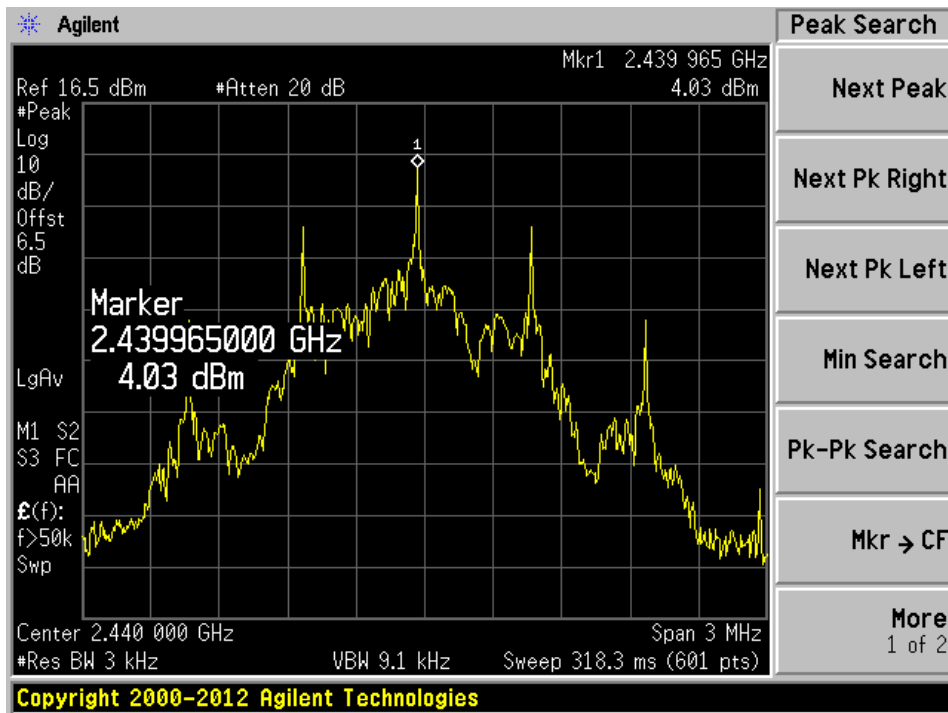 Agilent
Peak Search
Mkr1 2.439 965 GHz
Ref 16.5 dBm #Atten 20 dB 4.03 dBm
#Peak
Log
10
dB/
Offst
6.5
dB
1
Marker
2.439965000 GHz
4.03 dBm
LgAv
M1 S2
S3 FC
AA
£(f):
f>50k
Swp
Center 2.440 000 GHz Span 3 MHz
#Res BW 3 kHz VBW 9.1 kHz Sweep 318.3 ms (601 pts)
Copyright 2000-2012 Agilent Technologies
Next Peak
Next Pk Right
Next Pk Left
Min Search
Pk-Pk Search
Mkr → CF
More
1 of 2